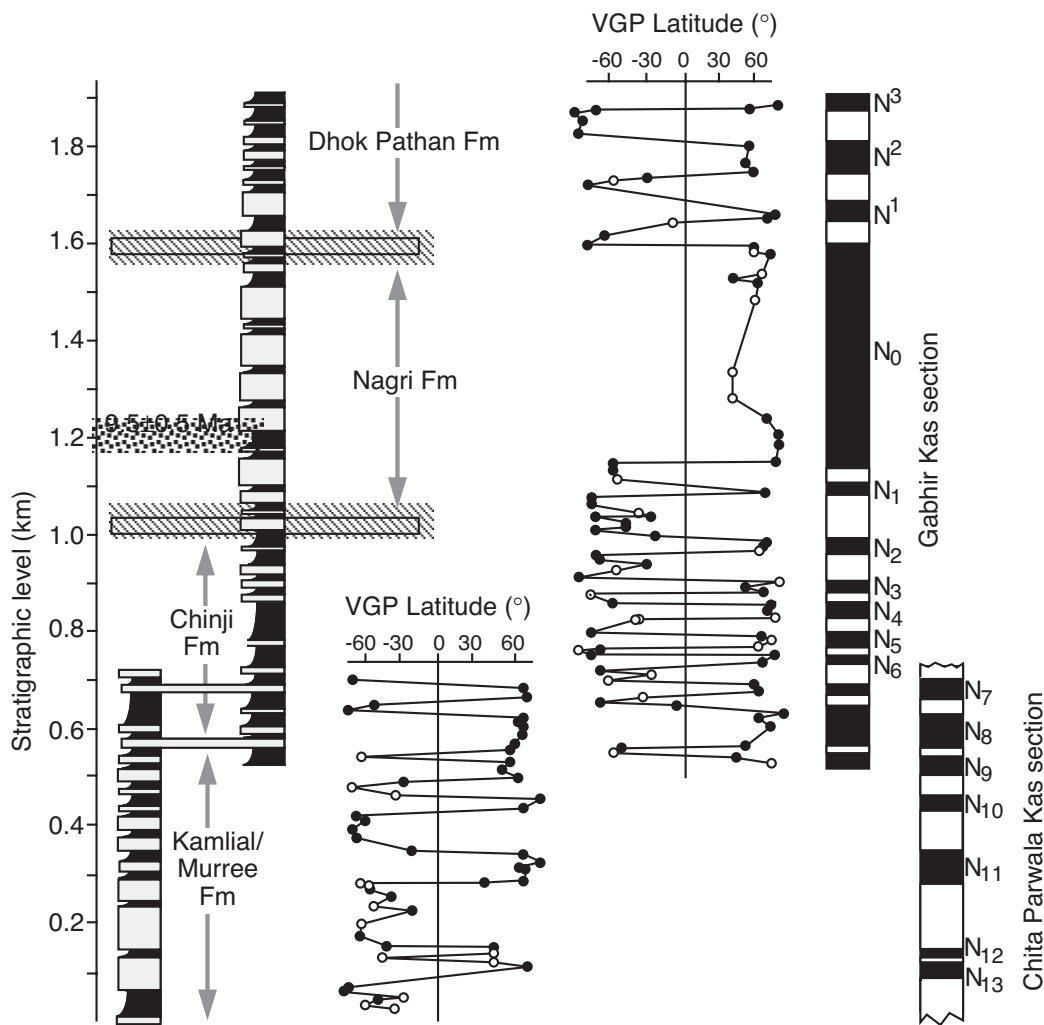 VGP Latitude (°)
-60 -30 0 30 60
N3
1.8
Dhok Pathan Fm
N2
N1
1.6
1.4
Nagri Fm
N0
9.5±0.5 Ma
1.2
Gabhir Kas section
N1
Stratigraphic level (km)
1.0
N2
N3
VGP Latitude (°)
Chinji
Fm
N4
0.8
-60 -30 0 30 60
N5
N6
N7
0.6
N8
N9
N10
0.4
Kamlial/
Murree
Fm
N11
Chita Parwala Kas section
0.2
N12
N13